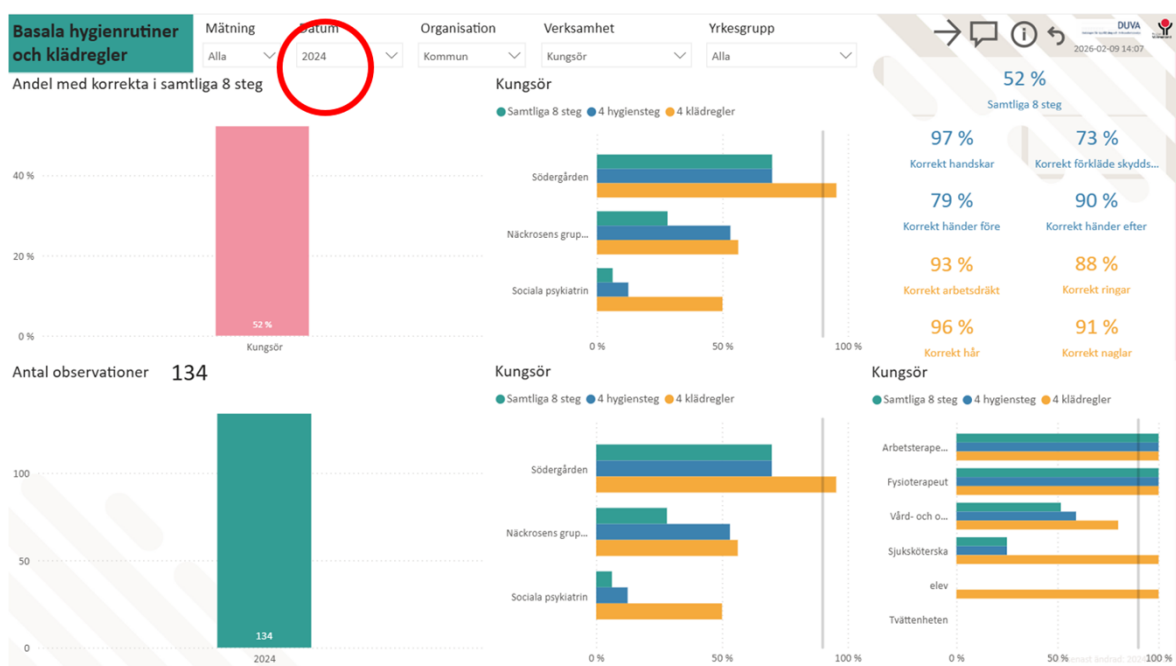 Basala hygienrutiner
och klädregler
Mätning
Alla
Datum
2024
Organisation
Kommun
Verksamhet
Kungsör
Yrkesgrupp
Alla
DUVA
2026-02-09 14:07
Andel med korrekta i samtliga 8 steg
40 %
20 %
0 %
52 %
Kungsör
Kungsör
Samtliga 8 steg 4 hygiensteg 4 klädregler
Södergården
Näckrosens grup...
Sociala psykiatrin
0 % 50 % 100 %
52 %
Samtliga 8 steg
97 % 73 %
Korrekt handskar Korrekt förkläde skydds...
79 % 90 %
Korrekt händer före Korrekt händer efter
93 % 88 %
Korrekt arbetsdräkt Korrekt ringar
96 % 91 %
Korrekt hår Korrekt naglar
Antal observationer 134
100
50
0
134
2024
Kungsör
Samtliga 8 steg 4 hygiensteg 4 klädregler
Södergården
Näckrosens grup...
Sociala psykiatrin
0 % 50 % 100 %
Kungsör
Samtliga 8 steg 4 hygiensteg 4 klädregler
Arbetsterape...
Fysioterapeut
Vård- och o...
Sjuksköterska
elev
Tvättenheten
0 % 50 % 100 %